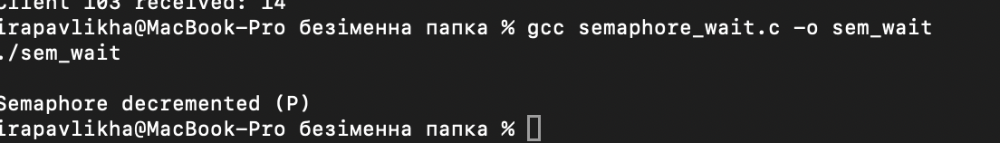 Client 103 received: 14
irapavlikha@MacBook-Pro безіменна папка % gcc semaphore_wait.c -o sem_wait
./sem_wait
Semaphore decremented (P)
irapavlikha@MacBook-Pro безіменна папка %